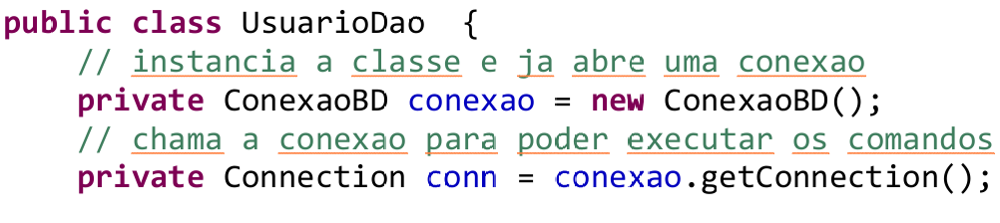 public class UsuarioDao  {
    // instancia a classe e ja abre uma conexao
    private ConexaoBD conexao = new ConexaoBD();
    // chama a conexao para poder executar os comandos
    private Connection conn = conexao.getConnection();